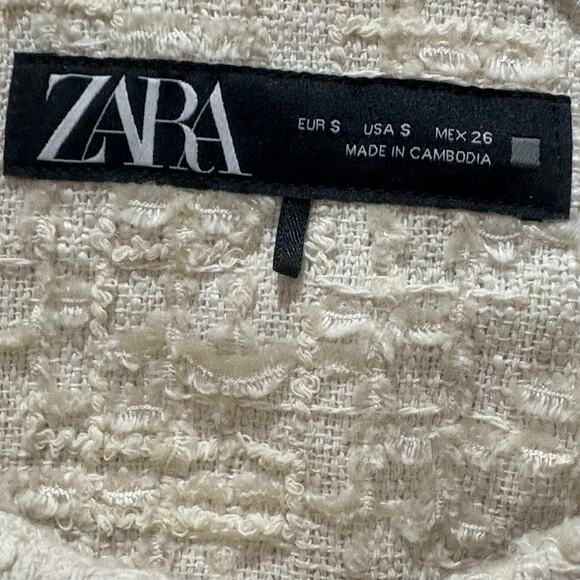 ZARA
EUR S USA S MEX 26
MADE IN CAMBODIA